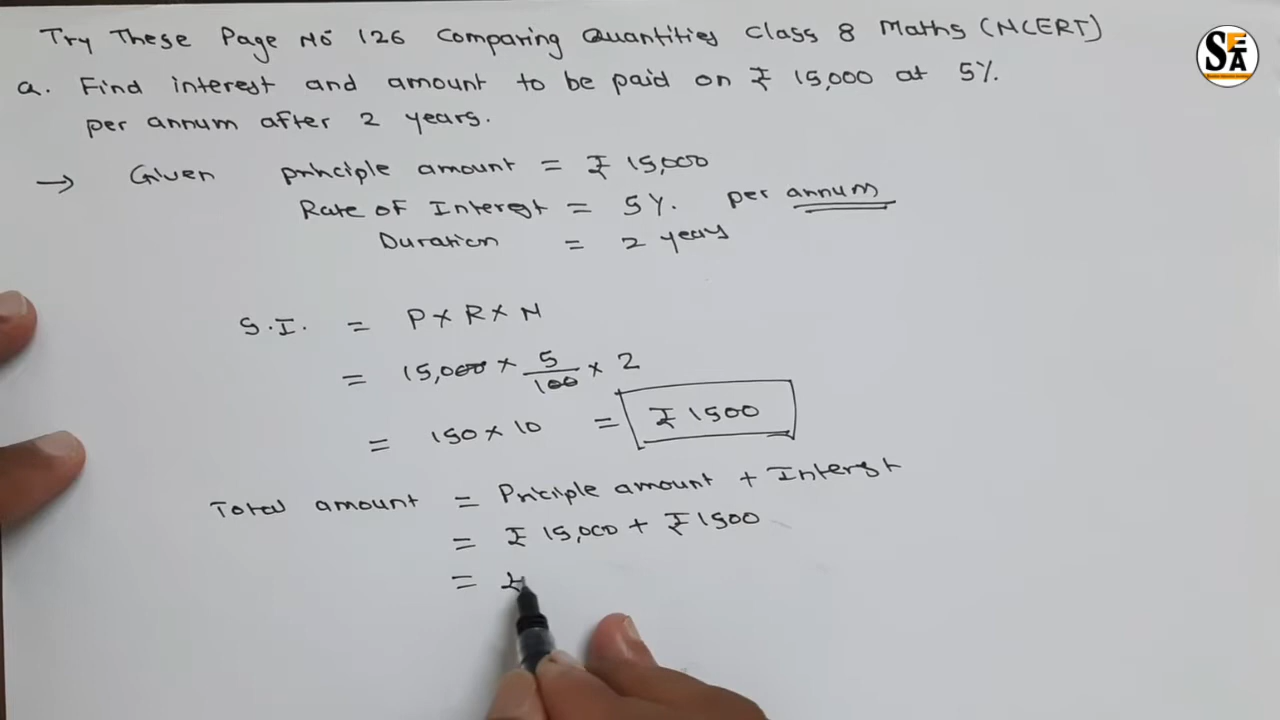 Try These Page No 126 Comparing Quantities Class 8 Maths (NCERT)
a. Find interest and amount to be paid on ₹ 15,000 at 5%.
per annum after 2 years.
→ Given principle amount = ₹ 15,000
Rate of Interest = 5%. per annum
Duration = 2 years
S.I. = P × R × N
= 15,000 × 5/100 × 2
= 150 × 10 = ₹ 1500
Total amount = Priciple amount + Interest
= ₹ 15,000 + ₹ 1500
= ₹
SFA